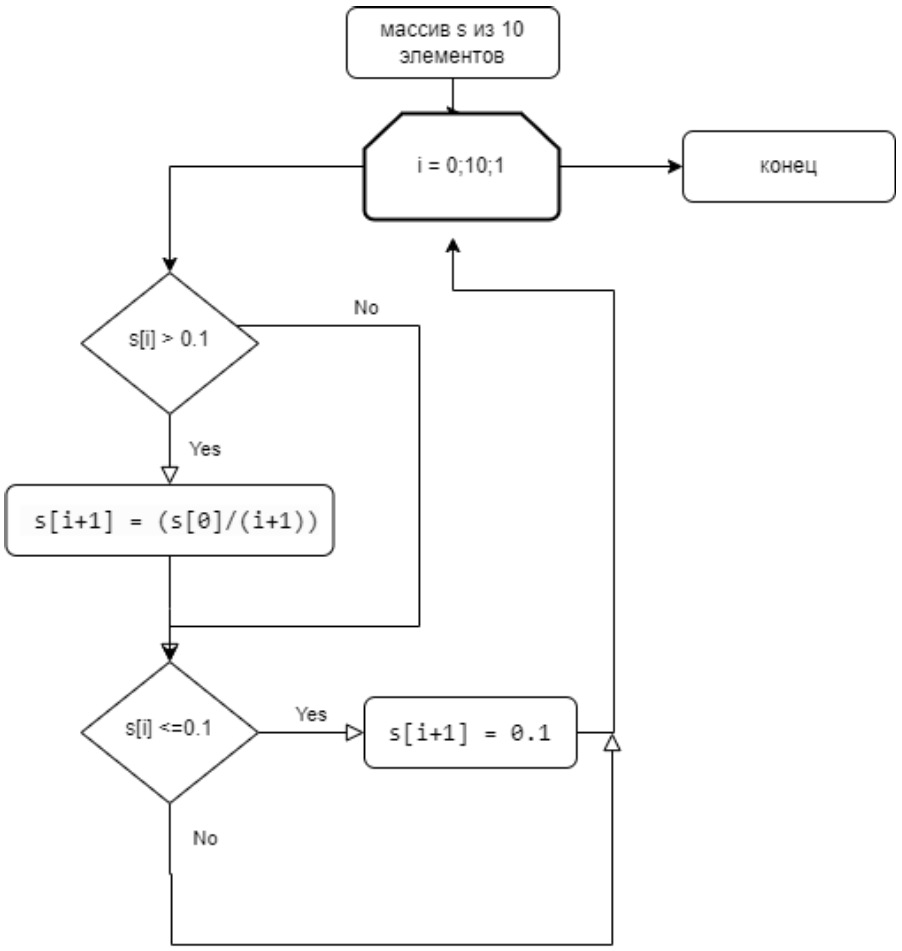 массив s из 10
элементов
i = 0;10;1
конец
No
s[i] > 0.1
Yes
s[i+1] = (s[0]/(i+1))
s[i] <=0.1
Yes
s[i+1] = 0.1
No